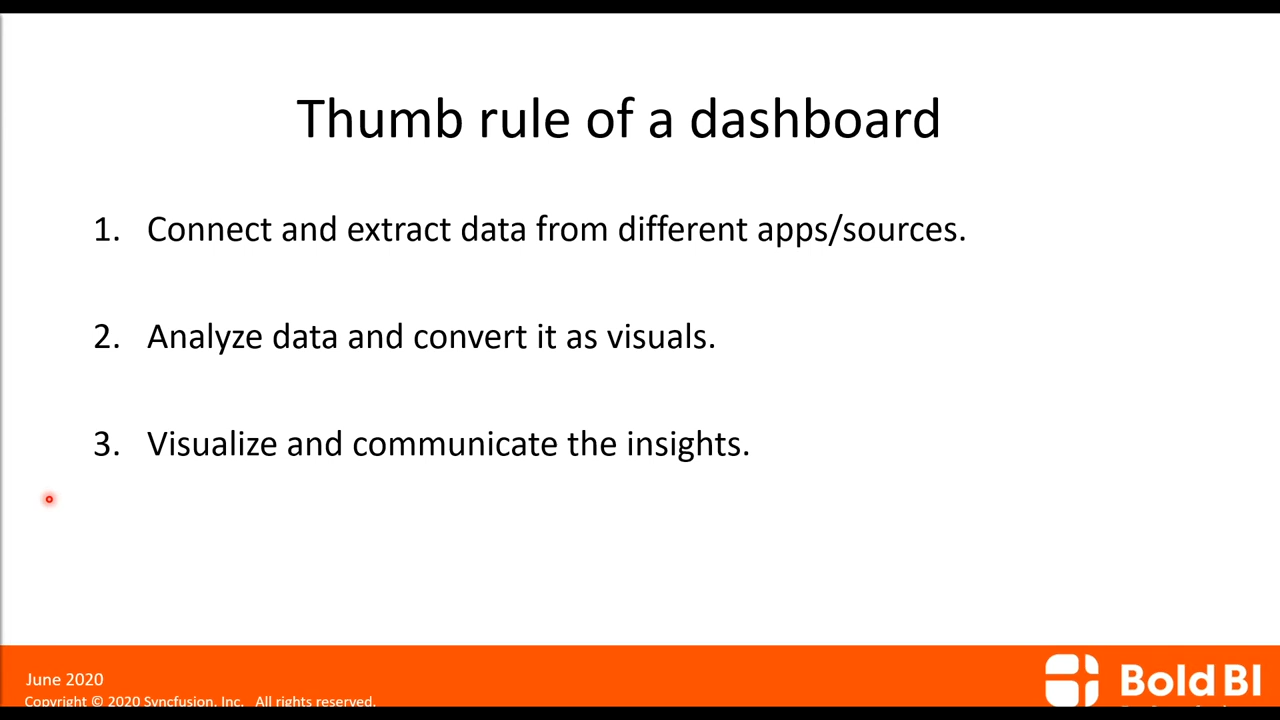 Thumb rule of a dashboard
1. Connect and extract data from different apps/sources.
2. Analyze data and convert it as visuals.
3. Visualize and communicate the insights.
June 2020
Copyright © 2020 Syncfusion, Inc. All rights reserved.
Bold BI